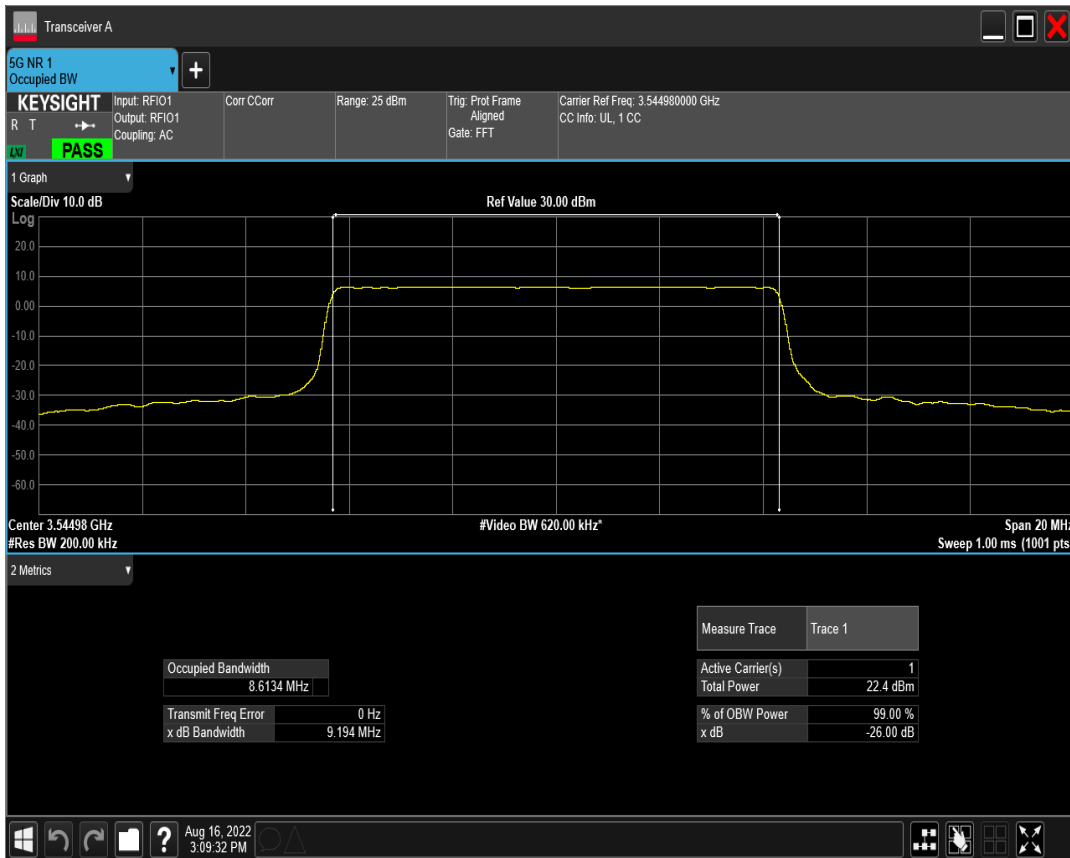 Transceiver A
5G NR 1
Occupied BW
KEYSIGHT
R T
LXI
PASS
Input: RFIO1
Output: RFIO1
Coupling: AC
Corr CCorr
Range: 25 dBm
Trig: Prot Frame
Aligned
Gate: FFT
Carrier Ref Freq: 3.544980000 GHz
CC Info: UL, 1 CC
1 Graph
Scale/Div 10.0 dB
Ref Value 30.00 dBm
Log
20.0
10.0
0.00
-10.0
-20.0
-30.0
-40.0
-50.0
-60.0
Center 3.54498 GHz
#Video BW 620.00 kHz*
Span 20 MHz
#Res BW 200.00 kHz
Sweep 1.00 ms (1001 pts
2 Metrics
Measure Trace Trace 1
Occupied Bandwidth
8.6134 MHz
Active Carrier(s) 1
Total Power 22.4 dBm
Transmit Freq Error 0 Hz
x dB Bandwidth 9.194 MHz
% of OBW Power 99.00 %
x dB -26.00 dB
?
Aug 16, 2022
3:09:32 PM